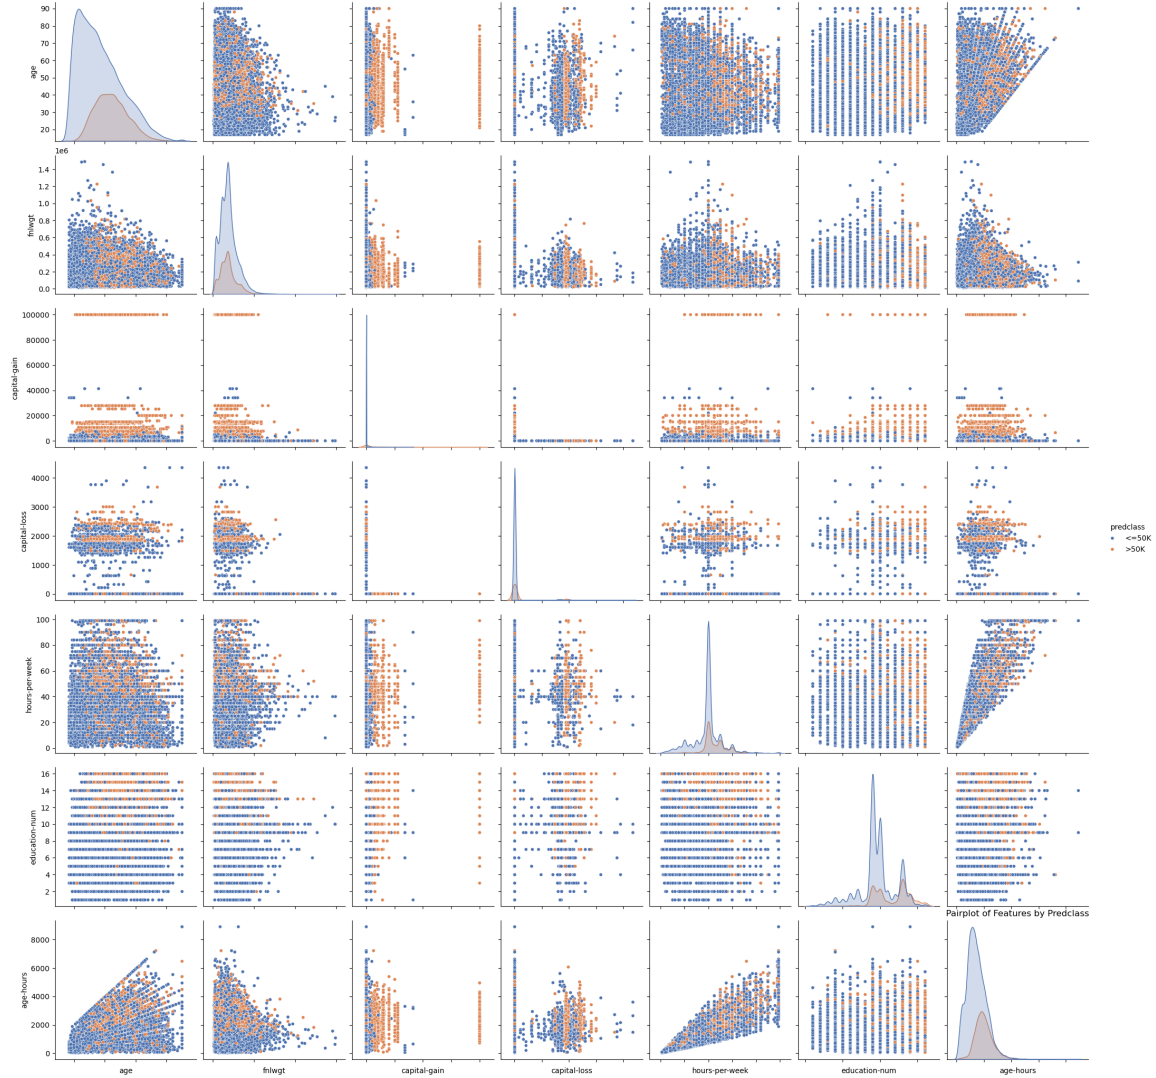 90
80
70
60
50
40
30
20
age
1e6
1.4
1.2
1.0
0.8
0.6
0.4
0.2
0.0
fnlwgt
100000
80000
60000
40000
20000
0
capital-gain
4000
3000
2000
1000
0
capital-loss
predclass
<=50K
>50K
100
80
60
40
20
0
hours-per-week
16
14
12
10
8
6
4
2
education-num
Pairplot of Features by Predclass
8000
6000
4000
2000
0
age-hours
age
fnlwgt
capital-gain
capital-loss
hours-per-week
education-num
age-hours